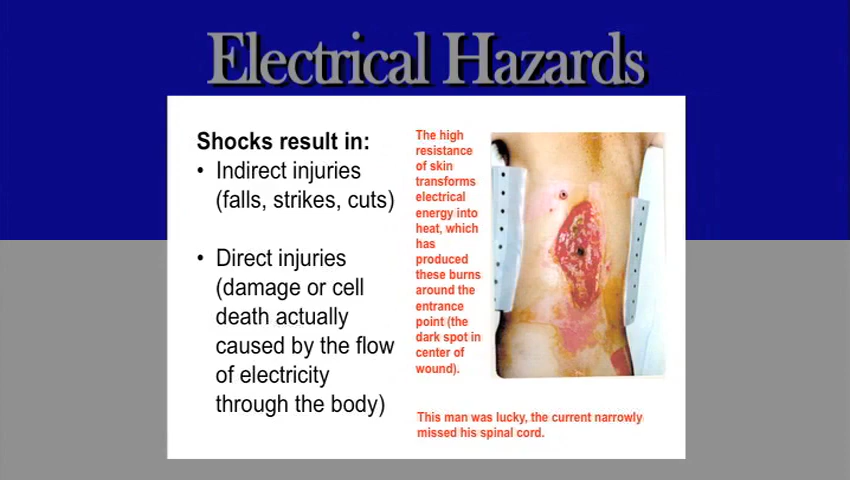 Electrical Hazards
Shocks result in:
• Indirect injuries
(falls, strikes, cuts)
• Direct injuries
(damage or cell
death actually
caused by the flow
of electricity
through the body)
The high
resistance
of skin
transforms
electrical
energy into
heat, which
has
produced
these burns
around the
entrance
point (the
dark spot in
center of
wound).
This man was lucky, the current narrowly
missed his spinal cord.